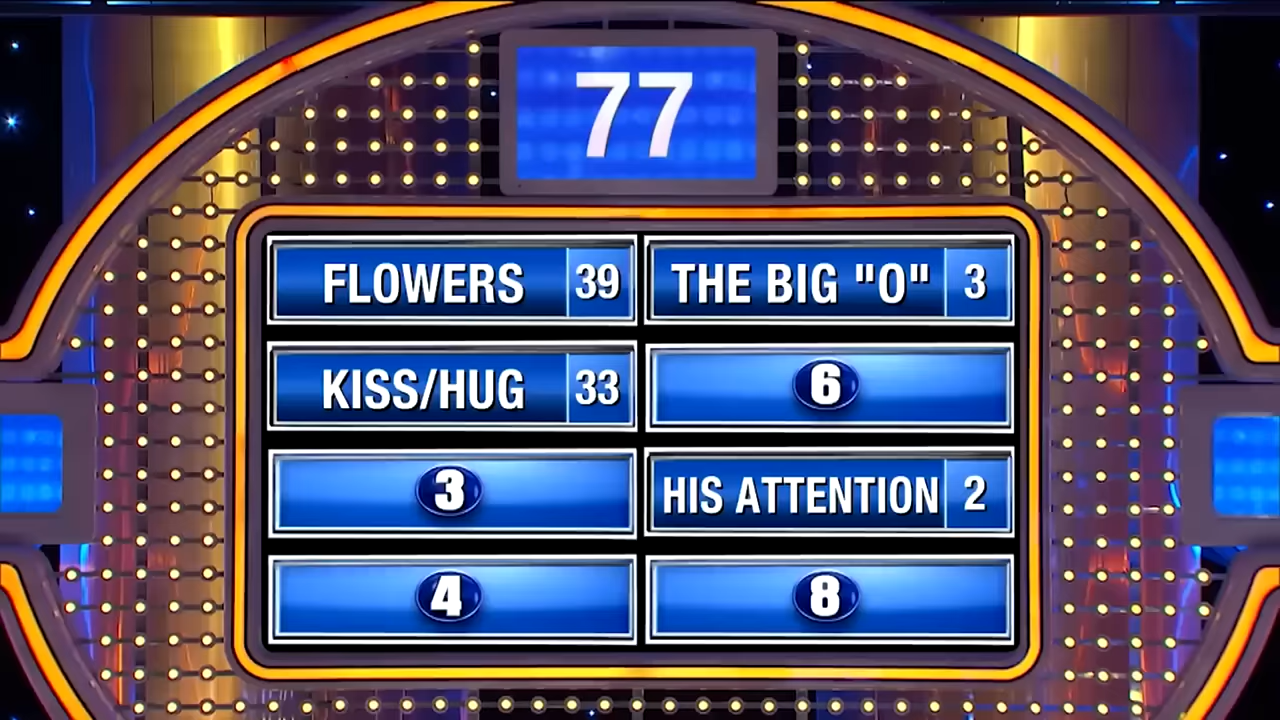 77
FLOWERS 39
THE BIG "O" 3
KISS/HUG 33
6
3
HIS ATTENTION 2
4
8